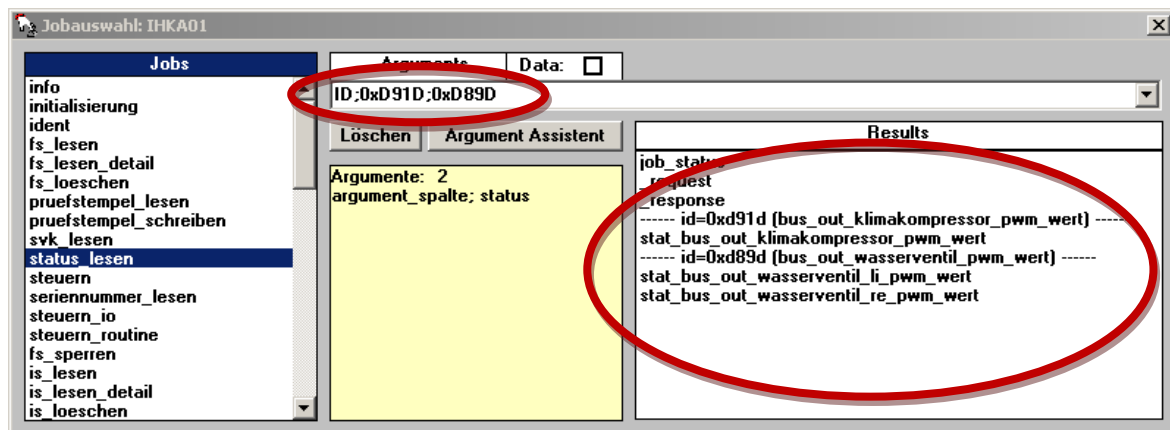 Jobauswahl: IHKA01
Jobs
info
initialisierung
ident
fs_lesen
fs_lesen_detail
fs_loeschen
pruefstempel_lesen
pruefstempel_schreiben
svk_lesen
status_lesen
steuern
seriennummer_lesen
steuern_io
steuern_routine
fs_sperren
is_lesen
is_lesen_detail
is_loeschen
Arguments
Data:
ID;0xD91D;0xD89D
Löschen
Argument Assistent
Argumente: 2
argument_spalte; status
Results
job_status
_request
_response
------ id=0xd91d (bus_out_klimakompressor_pwm_wert) ------
stat_bus_out_klimakompressor_pwm_wert
------ id=0xd89d (bus_out_wasserventil_pwm_wert) ------
stat_bus_out_wasserventil_li_pwm_wert
stat_bus_out_wasserventil_re_pwm_wert